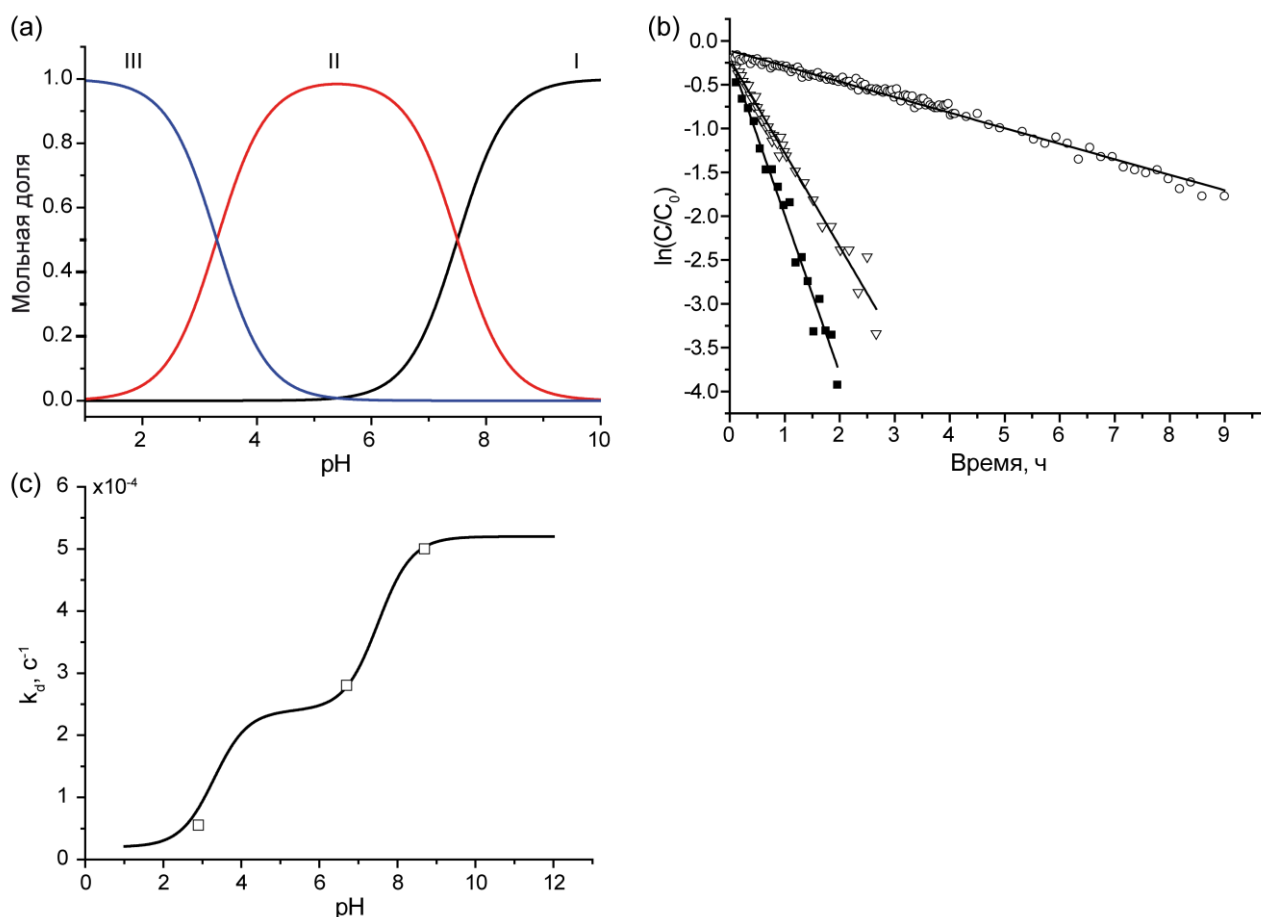 (a)
III II I
Мольная доля
1.0
0.8
0.6
0.4
0.2
0.0
2 4 6 8 10
pH
(b)
ln(C/C₀)
0.0
-0.5
-1.0
-1.5
-2.0
-2.5
-3.0
-3.5
-4.0
0 1 2 3 4 5 6 7 8 9
Время, ч
(c)
x10⁻⁴
k_d, c⁻¹
6
5
4
3
2
1
0
0 2 4 6 8 10 12
pH